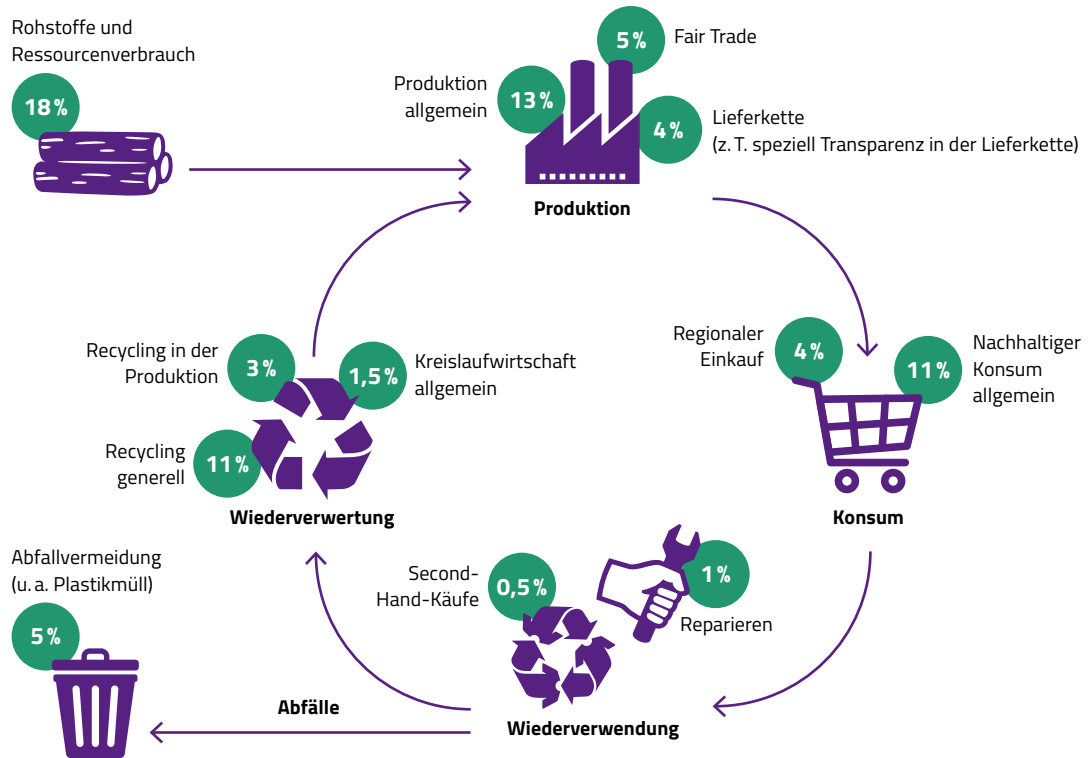 Rohstoffe und
Ressourcenverbrauch
18 %
5 %
Fair Trade
Produktion
allgemein
13 %
4 %
Lieferkette
(z. T. speziell Transparenz in der Lieferkette)
Produktion
Regionaler
Einkauf
4 %
11 %
Nachhaltiger
Konsum
allgemein
Konsum
Recycling in der
Produktion
3 %
1,5 %
Kreislaufwirtschaft
allgemein
Recycling
generell
11 %
Wiederverwertung
Second-
Hand-Käufe
0,5 %
1 %
Reparieren
Wiederverwendung
Abfallvermeidung
(u. a. Plastikmüll)
5 %
Abfälle